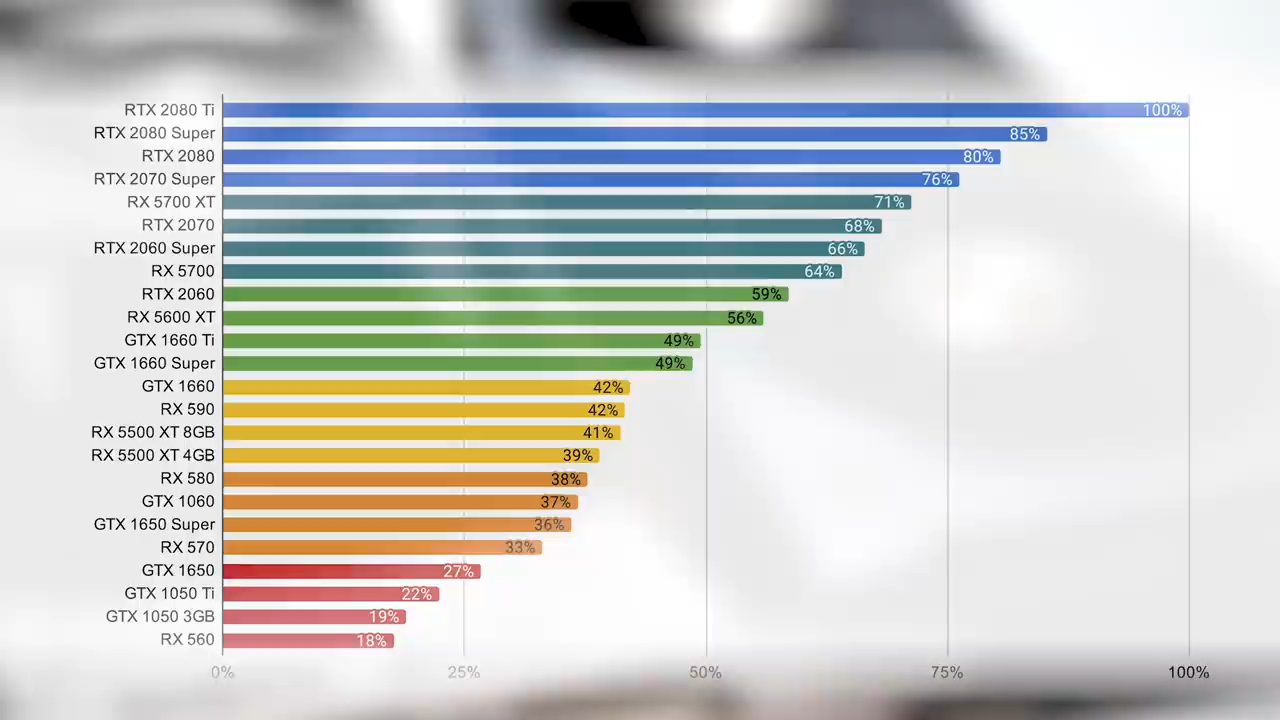 RTX 2080 Ti 100%
RTX 2080 Super 85%
RTX 2080 80%
RTX 2070 Super 76%
RX 5700 XT 71%
RTX 2070 68%
RTX 2060 Super 66%
RX 5700 64%
RTX 2060 59%
RX 5600 XT 56%
GTX 1660 Ti 49%
GTX 1660 Super 49%
GTX 1660 42%
RX 590 42%
RX 5500 XT 8GB 41%
RX 5500 XT 4GB 39%
RX 580 38%
GTX 1060 37%
GTX 1650 Super 36%
RX 570 33%
GTX 1650 27%
GTX 1050 Ti 22%
GTX 1050 3GB 19%
RX 560 18%
0% 25% 50% 75% 100%